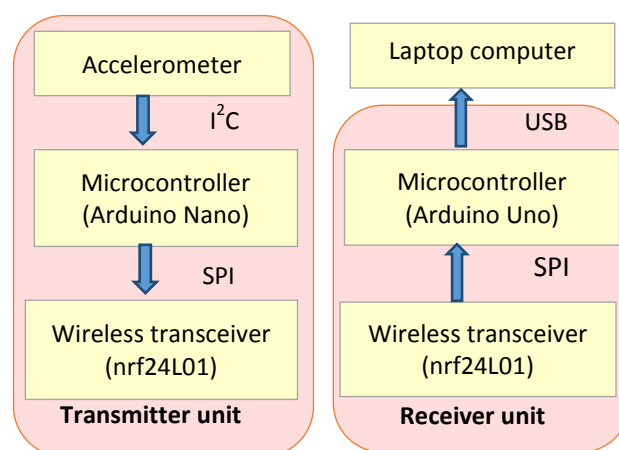 Accelerometer
I²C
Microcontroller
(Arduino Nano)
SPI
Wireless transceiver
(nrf24L01)
Transmitter unit
Laptop computer
USB
Microcontroller
(Arduino Uno)
SPI
Wireless transceiver
(nrf24L01)
Receiver unit